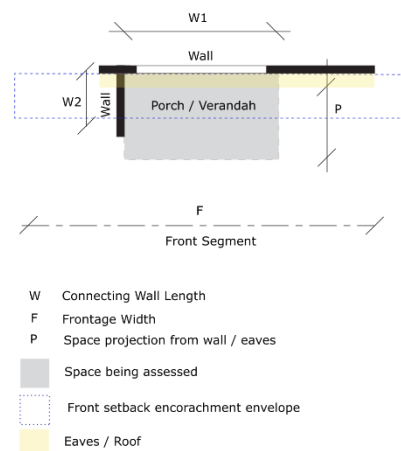 W1
Wall
W2
Wall
Porch / Verandah
P
F
Front Segment
W Connecting Wall Length
F Frontage Width
P Space projection from wall / eaves
Space being assessed
Front setback encorachment envelope
Eaves / Roof